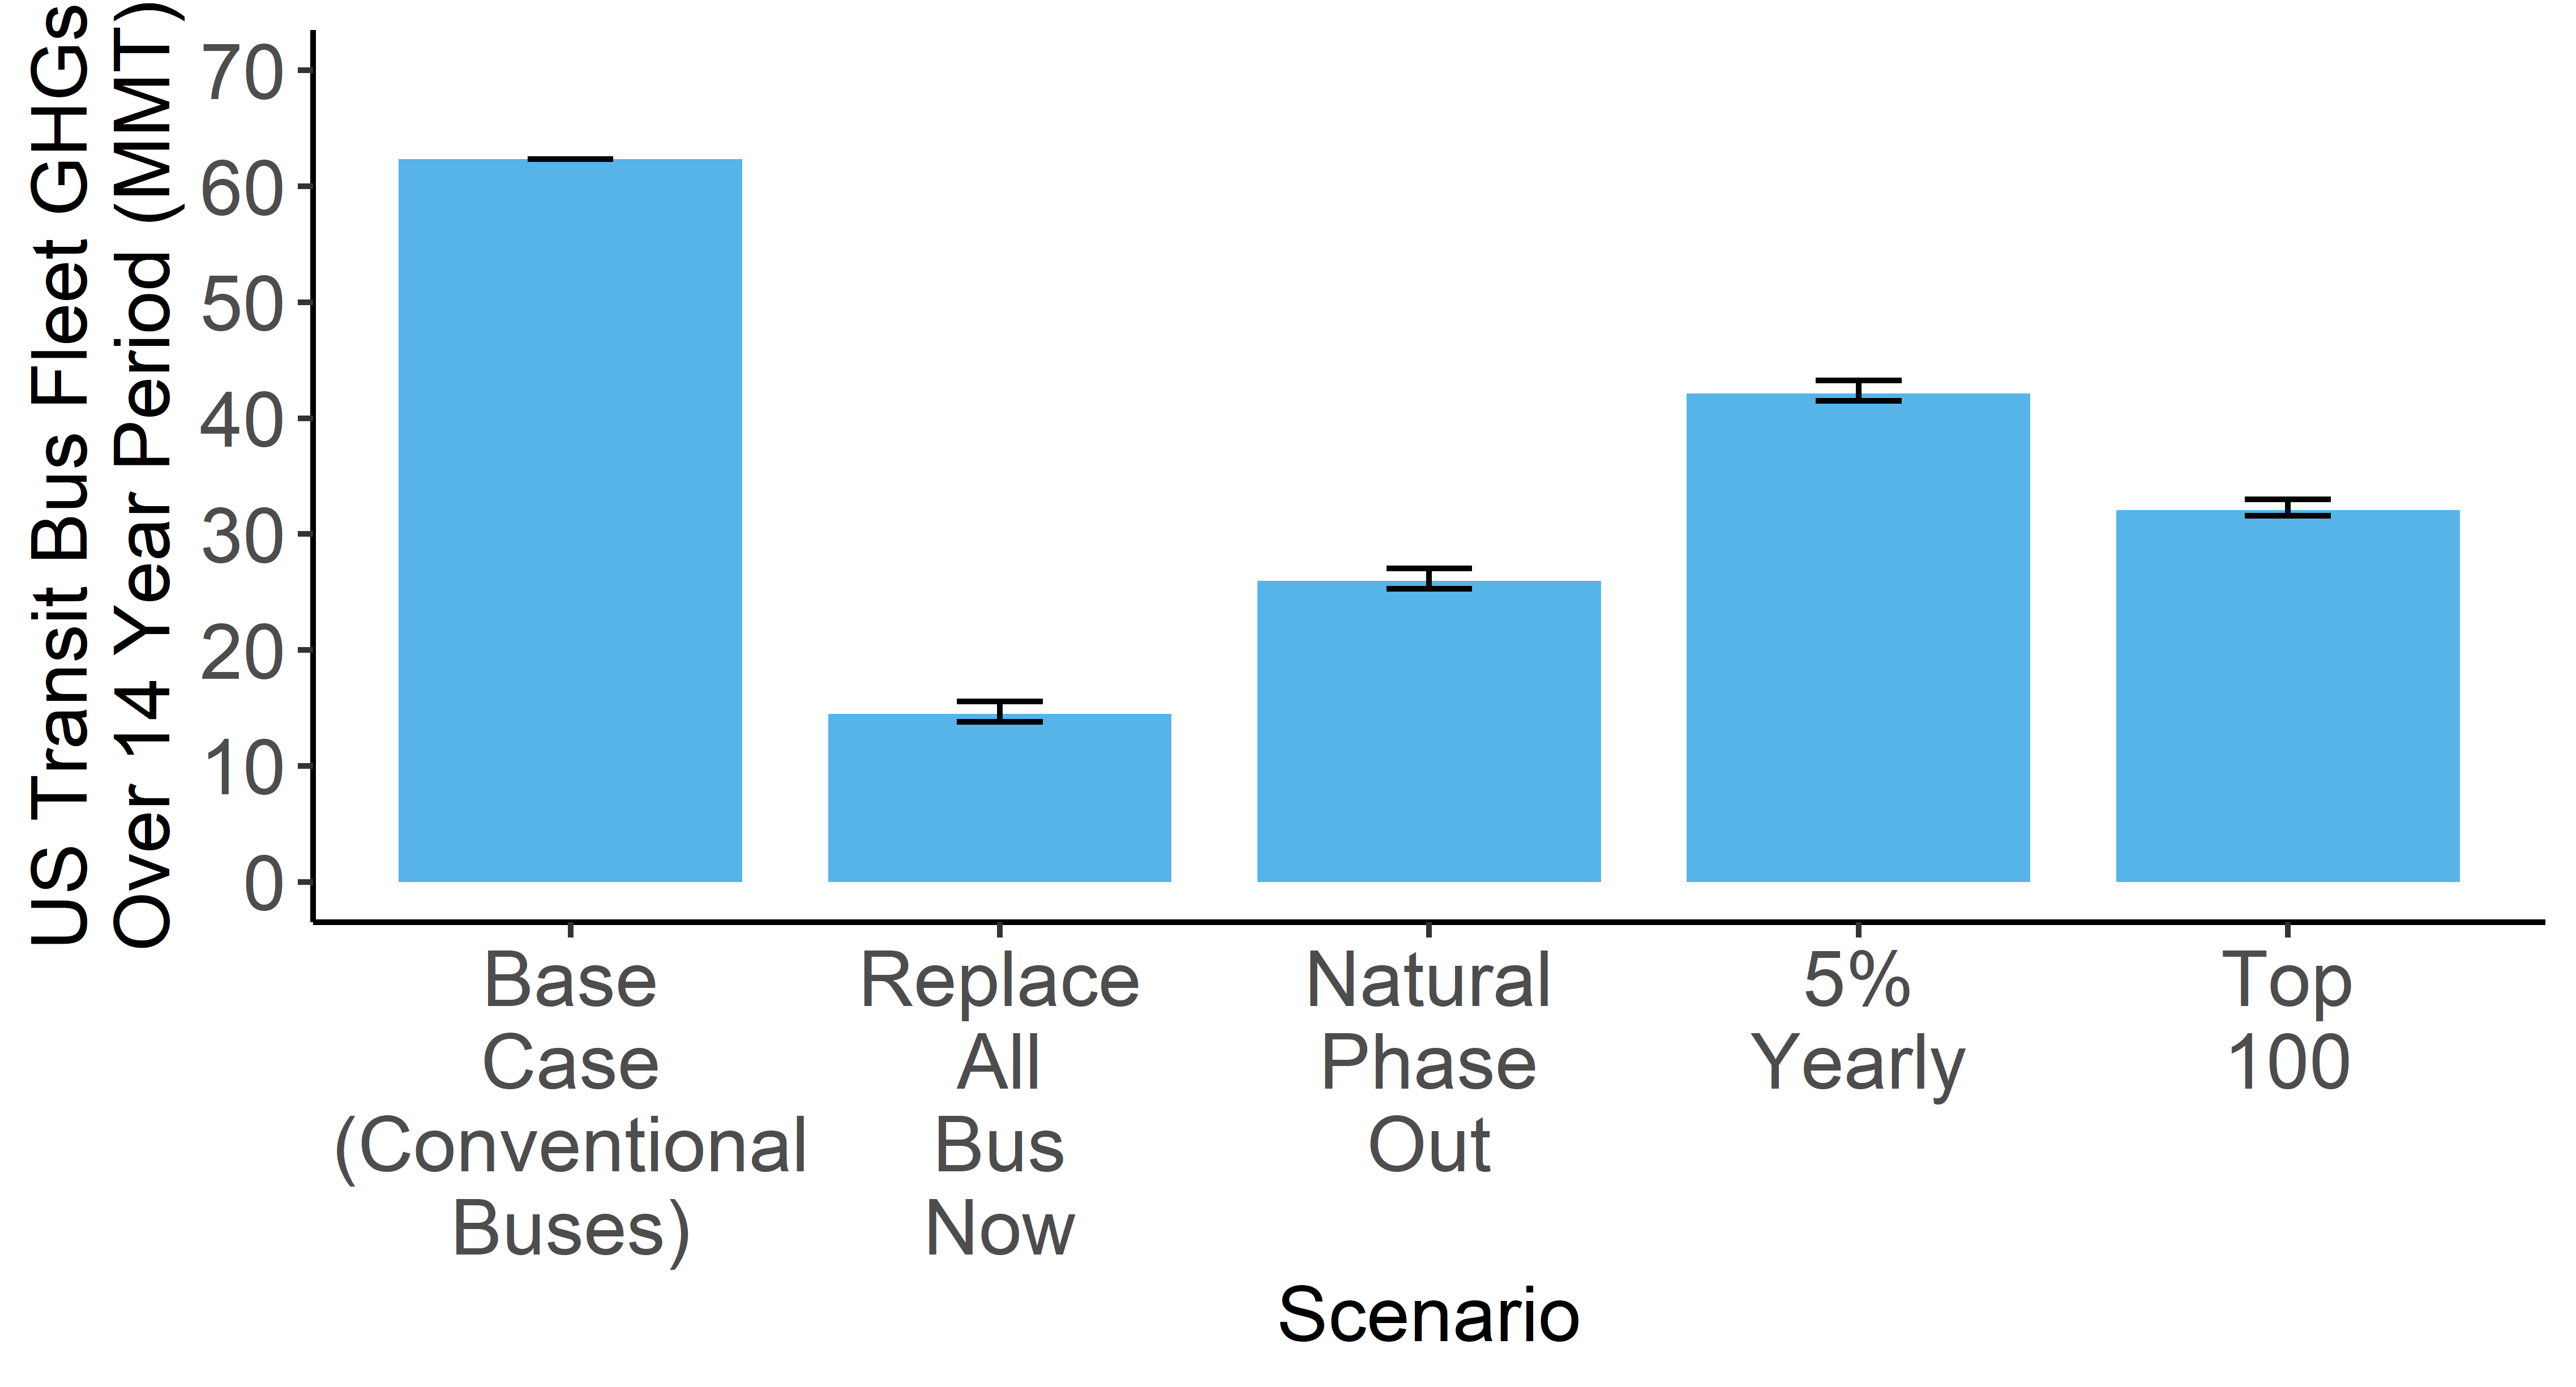 US Transit Bus Fleet GHGs
Over 14 Year Period (MMT)
70
60
50
40
30
20
10
0
Base
Case
(Conventional
Buses)
Replace
All
Bus
Now
Natural
Phase
Out
5%
Yearly
Top
100
Scenario